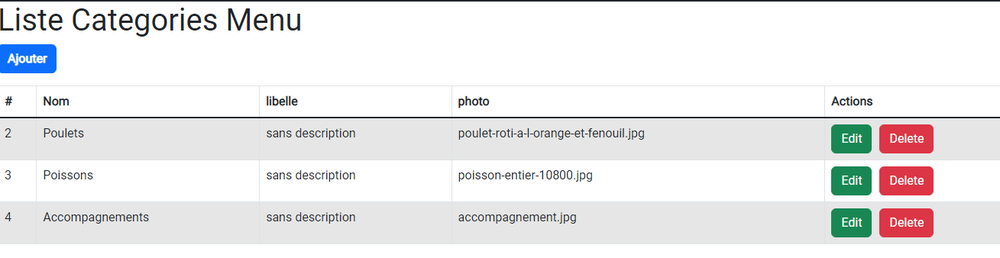 Liste Categories Menu
Ajouter
# Nom libelle photo Actions
2 Poulets sans description poulet-roti-a-l-orange-et-fenouil.jpg Edit Delete
3 Poissons sans description poisson-entier-10800.jpg Edit Delete
4 Accompagnements sans description accompagnement.jpg Edit Delete